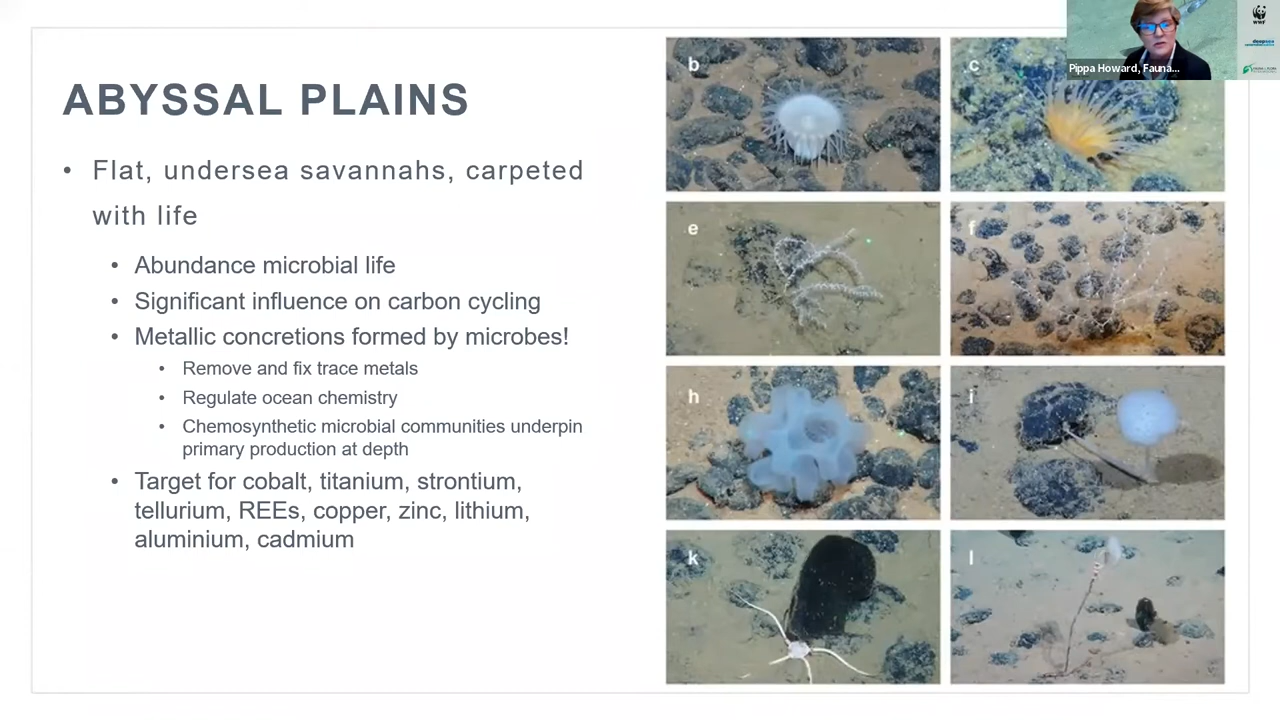 ABYSSAL PLAINS
• Flat, undersea savannahs, carpeted
with life
• Abundance microbial life
• Significant influence on carbon cycling
• Metallic concretions formed by microbes!
• Remove and fix trace metals
• Regulate ocean chemistry
• Chemosynthetic microbial communities underpin
primary production at depth
• Target for cobalt, titanium, strontium,
tellurium, REEs, copper, zinc, lithium,
aluminium, cadmium
b
c
e
f
h
i
k
l
Pippa Howard, Fauna...
WWF